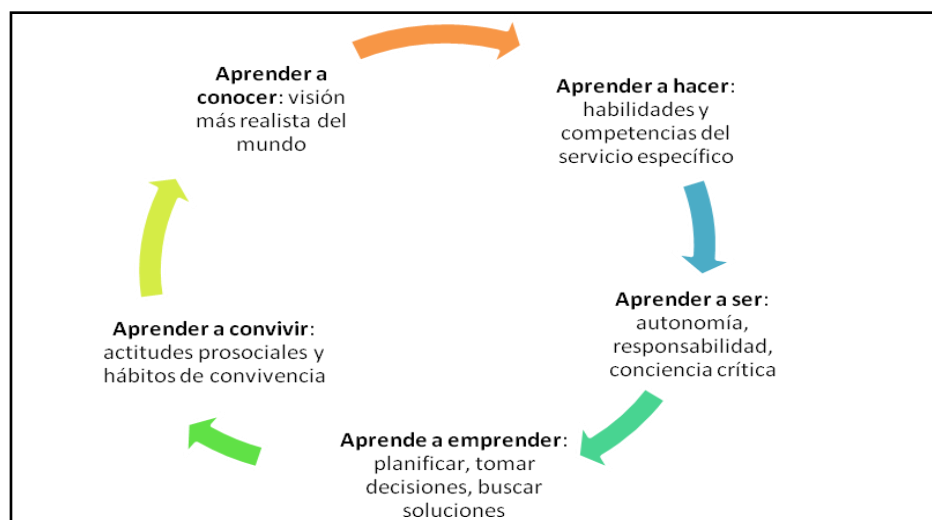 Aprender a
conocer: visión
más realista del
mundo
Aprender a hacer:
habilidades y
competencias del
servicio específico
Aprender a ser:
autonomía,
responsabilidad,
conciencia crítica
Aprende a emprender:
planificar, tomar
decisiones, buscar
soluciones
Aprender a convivir:
actitudes prosociales y
hábitos de convivencia